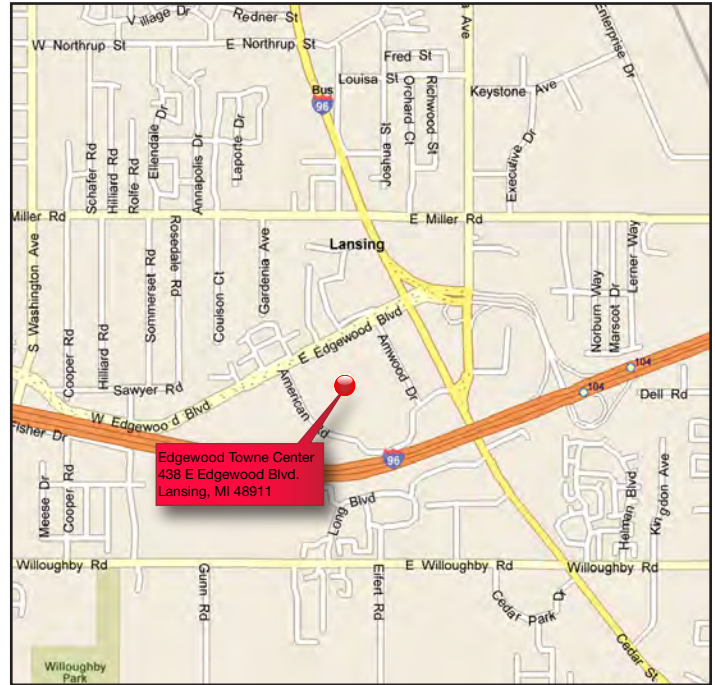 Village Dr
Redner St
W Northrup St
E Northrup St
Fred St
Louisa St
Bus
96
Keystone Ave
Enterprise Dr
a Ave
Schafer Rd
Hilliard Rd
Rolfe Rd
Ellendale Dr
Annapolis Dr
Laporte Dr
Joshua St
Orchard Ct
Richwood St
Executive Dr
Miller Rd
E Miller Rd
Lansing
S Washington Ave
Cooper Rd
Hilliard Rd
Sommerset Rd
Rosedale Rd
Coulson Ct
Gardenia Ave
Norburn Way
Marsoot Dr
Lerner Way
E Edgewood Blvd
Amwood Dr
American Rd
104
104
Dell Rd
Sawyer Rd
W Edgewood Blvd
Fisher Dr
96
Edgewood Towne Center
438 E Edgewood Blvd.
Lansing, MI 48911
Meese Dr
Cooper Rd
Long Blvd
Helman Blvd
Kingdon Ave
Willoughby Rd
E Willoughby Rd
Willoughby Rd
Gunn Rd
Eifert Rd
Cedar Park Dr
Cedar St
Willoughby
Park